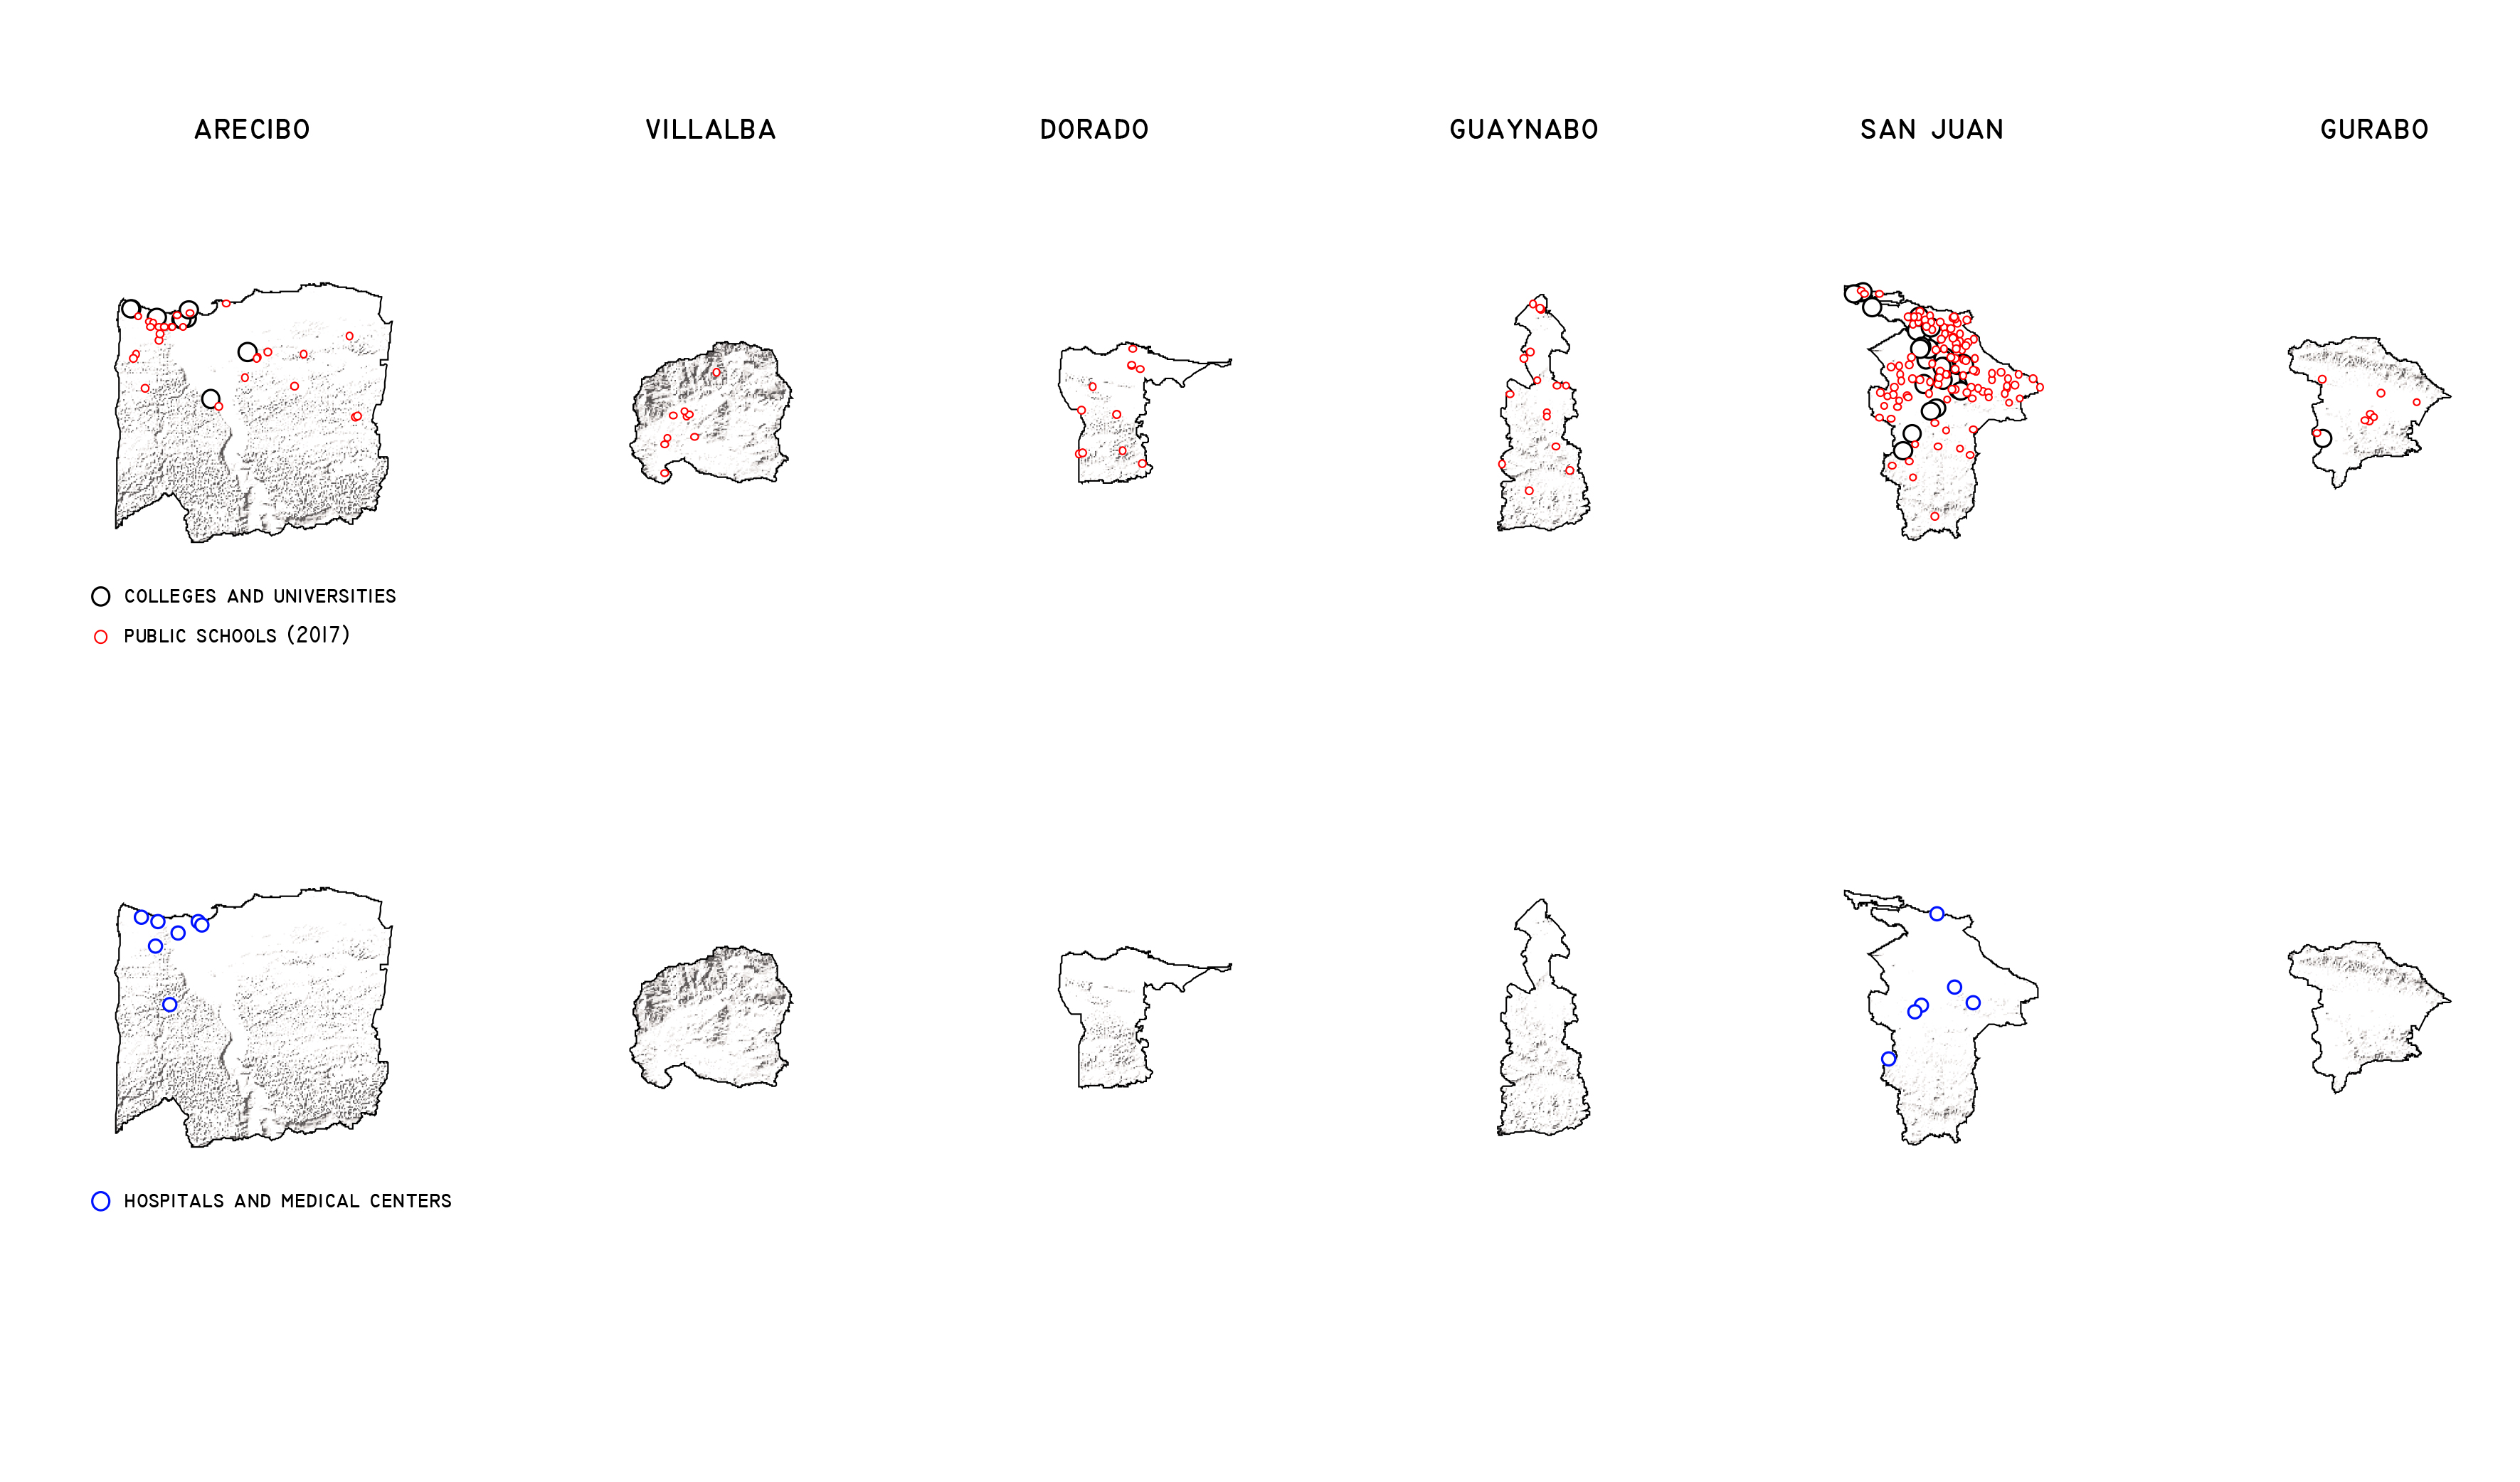 ARECIBO
VILLALBA
DORADO
GUAYNABO
SAN JUAN
GURABO
COLLEGES AND UNIVERSITIES
PUBLIC SCHOOLS (2017)
HOSPITALS AND MEDICAL CENTERS